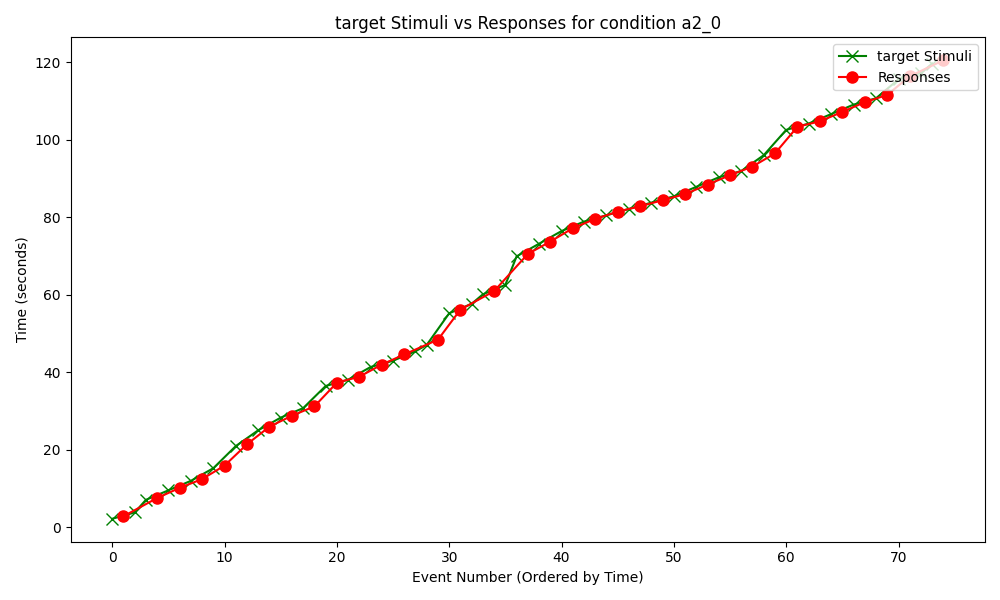 target Stimuli vs Responses for condition a2_0
target Stimuli
Responses
Time (seconds)
120
100
80
60
40
20
0
0 10 20 30 40 50 60 70
Event Number (Ordered by Time)